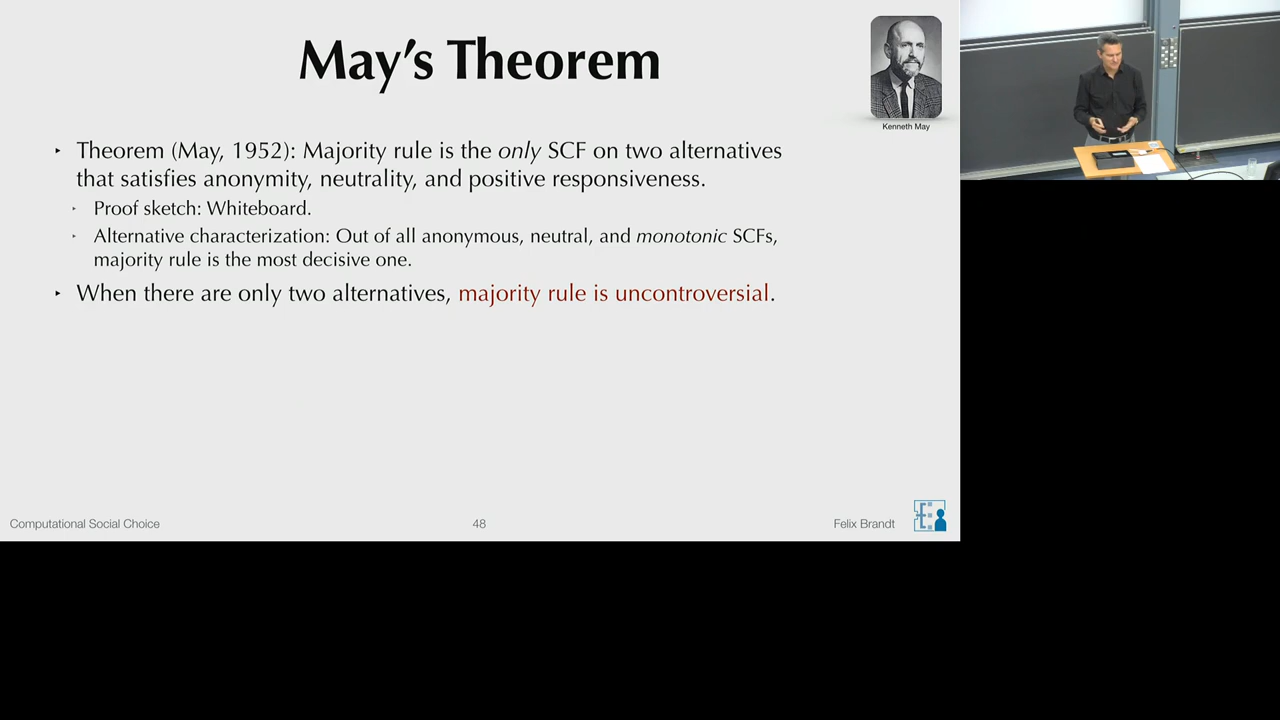 May's Theorem
Kenneth May
‣ Theorem (May, 1952): Majority rule is the only SCF on two alternatives
that satisfies anonymity, neutrality, and positive responsiveness.
‣ Proof sketch: Whiteboard.
‣ Alternative characterization: Out of all anonymous, neutral, and monotonic SCFs,
majority rule is the most decisive one.
‣ When there are only two alternatives, majority rule is uncontroversial.
Computational Social Choice
48
Felix Brandt